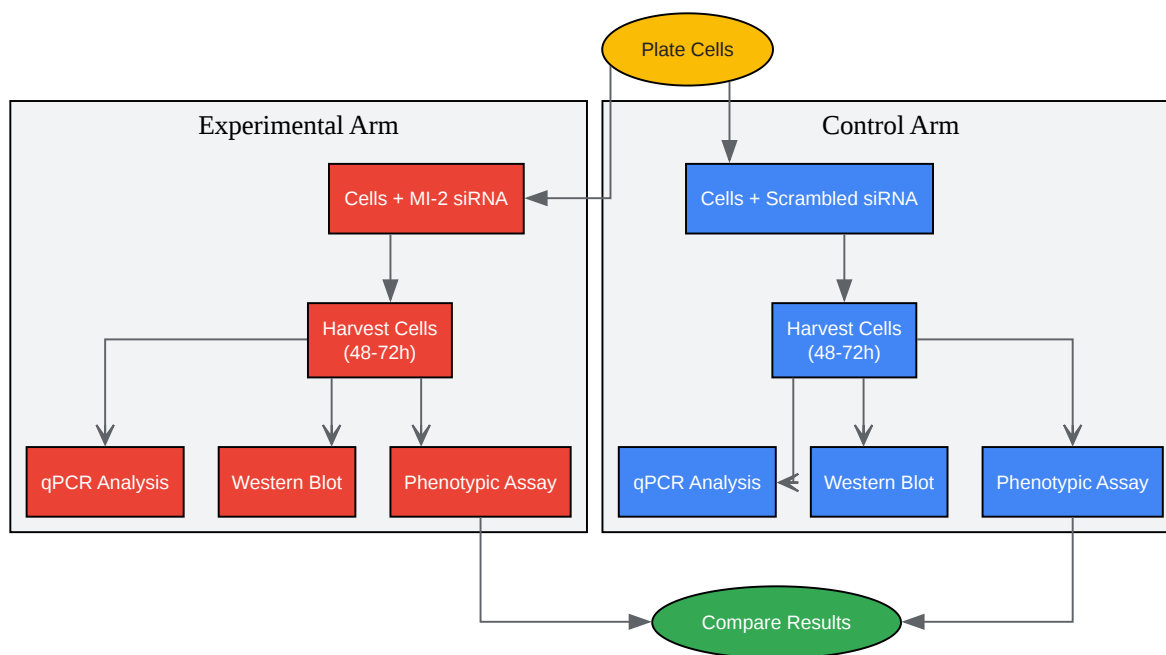 Plate Cells
Experimental Arm
Control Arm
Cells + MI-2 siRNA
Cells + Scrambled siRNA
Harvest Cells
(48-72h)
Harvest Cells
(48-72h)
qPCR Analysis
Western Blot
Phenotypic Assay
qPCR Analysis
Western Blot
Phenotypic Assay
Compare Results